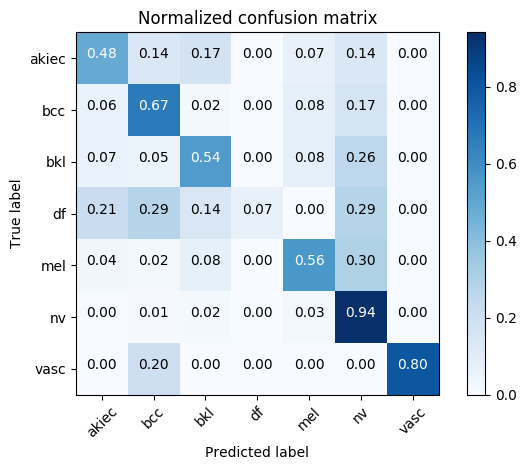 Normalized confusion matrix
True label
akiec 0.48 0.14 0.17 0.00 0.07 0.14 0.00
bcc 0.06 0.67 0.02 0.00 0.08 0.17 0.00
bkl 0.07 0.05 0.54 0.00 0.08 0.26 0.00
df 0.21 0.29 0.14 0.07 0.00 0.29 0.00
mel 0.04 0.02 0.08 0.00 0.56 0.30 0.00
nv 0.00 0.01 0.02 0.00 0.03 0.94 0.00
vasc 0.00 0.20 0.00 0.00 0.00 0.00 0.80
akiec bcc bkl df mel nv vasc
Predicted label
0.8
0.6
0.4
0.2
0.0